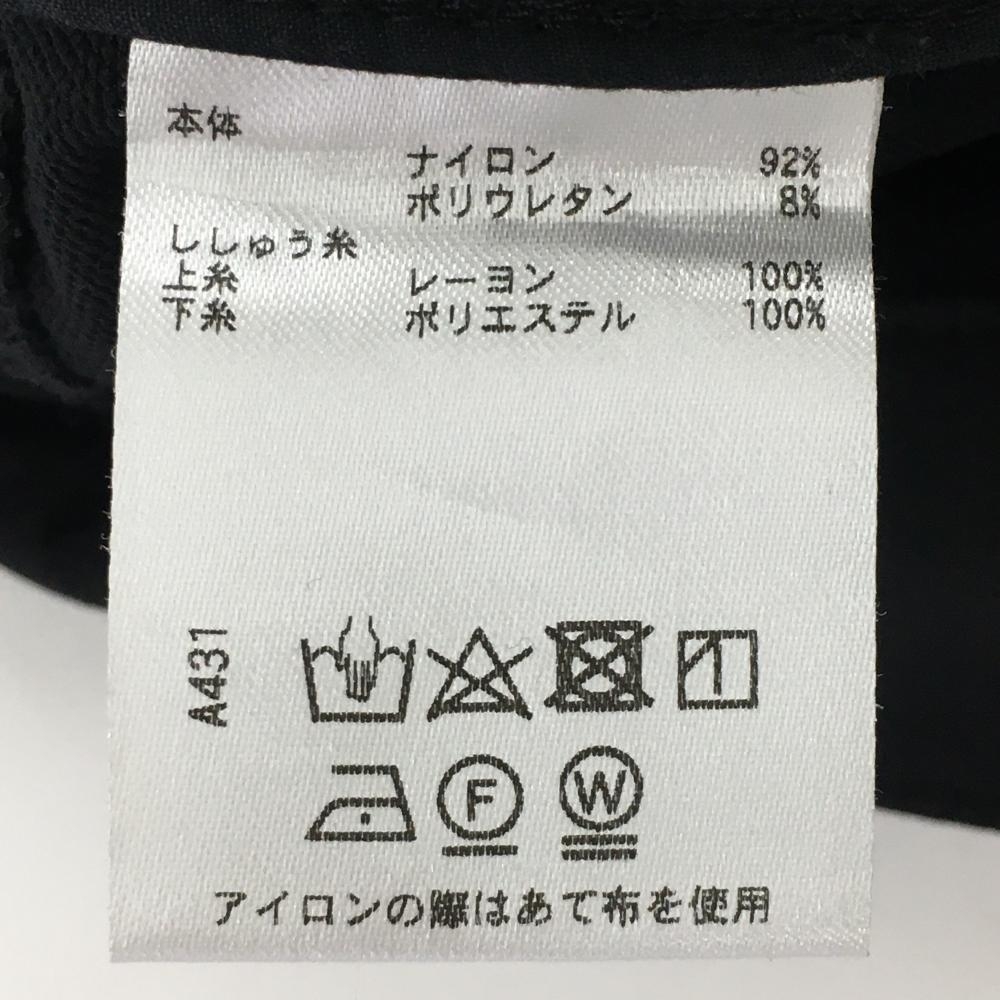 本体
ナイロン 92%
ポリウレタン 8%
ししゅう糸
上糸 レーヨン 100%
下糸 ポリエステル 100%
A431
F W
アイロンの際はあて布を使用